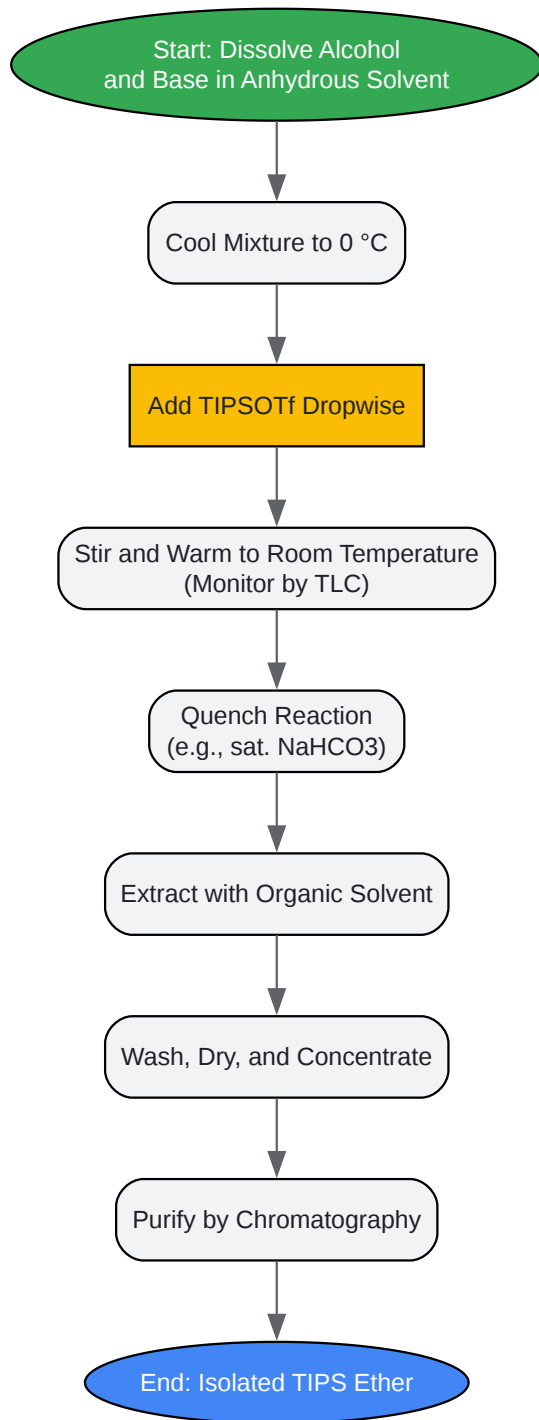 Start: Dissolve Alcohol
and Base in Anhydrous Solvent
Cool Mixture to 0 °C
Add TIPSOTf Dropwise
Stir and Warm to Room Temperature
(Monitor by TLC)
Quench Reaction
(e.g., sat. NaHCO3)
Extract with Organic Solvent
Wash, Dry, and Concentrate
Purify by Chromatography
End: Isolated TIPS Ether